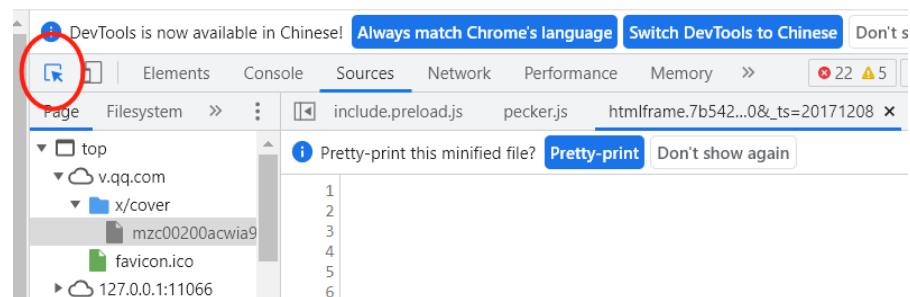 DevTools is now available in Chinese! Always match Chrome's language Switch DevTools to Chinese Don't s
Elements Console Sources Network Performance Memory » 22 5
Page Filesystem » include.preload.js pecker.js htmlframe.7b542...0&_ts=20171208 ×
top
Pretty-print this minified file? Pretty-print Don't show again
v.qq.com
x/cover
mzc00200acwia9
favicon.ico
127.0.0.1:11066
1
2
3
4
5
6